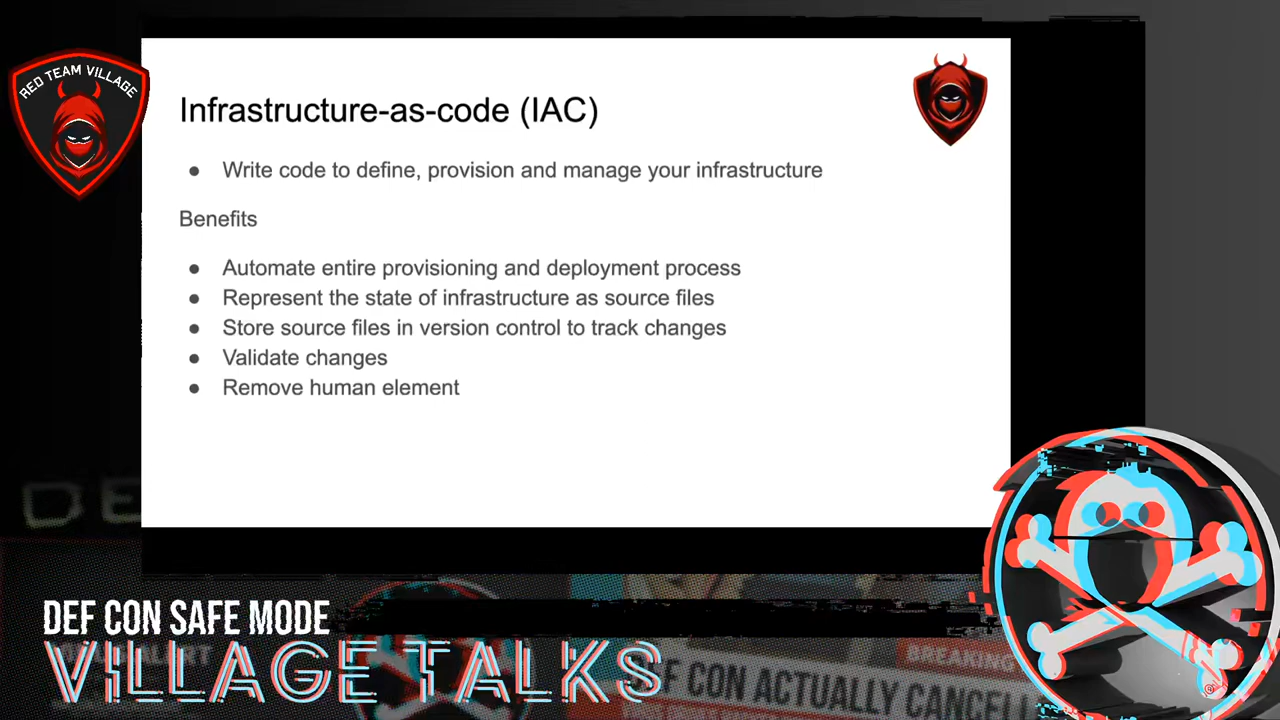 RED TEAM VILLAGE
Infrastructure-as-code (IAC)
● Write code to define, provision and manage your infrastructure
Benefits
● Automate entire provisioning and deployment process
● Represent the state of infrastructure as source files
● Store source files in version control to track changes
● Validate changes
● Remove human element
DE
DEF CON SAFE MODE
VILLAGE TALKS
BREAKING
DEF CON ACTUALLY